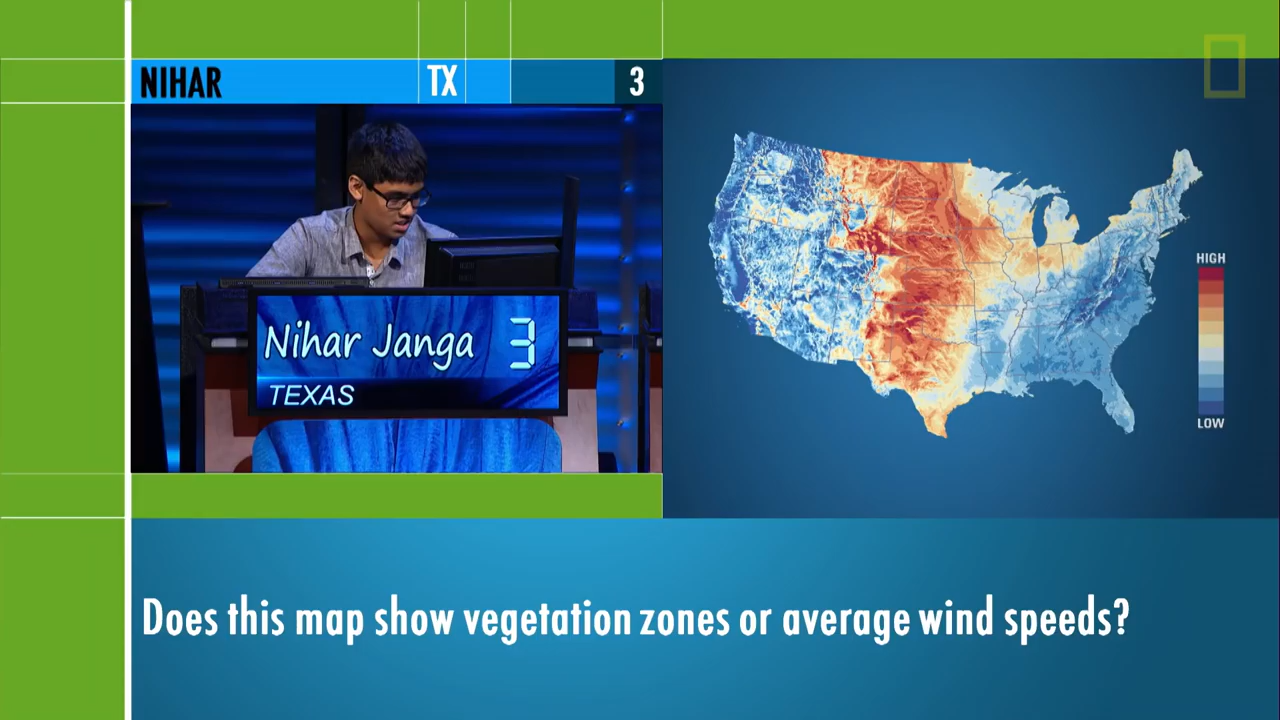 NIHAR TX 3
Nihar Janga 3
TEXAS
HIGH
LOW
Does this map show vegetation zones or average wind speeds?